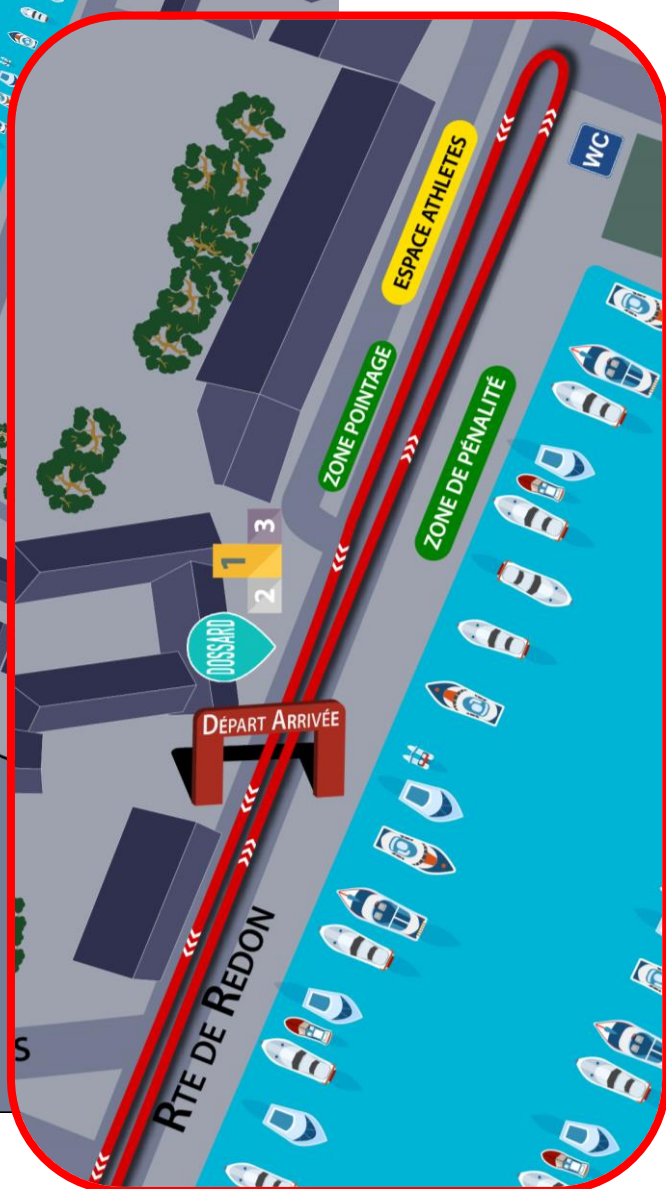 WC
ESPACE ATHLETES
ZONE POINTAGE
ZONE DE PÉNALITÉ
3
1
2
DOSSARD
DÉPART ARRIVÉE
RTE DE REDON
S